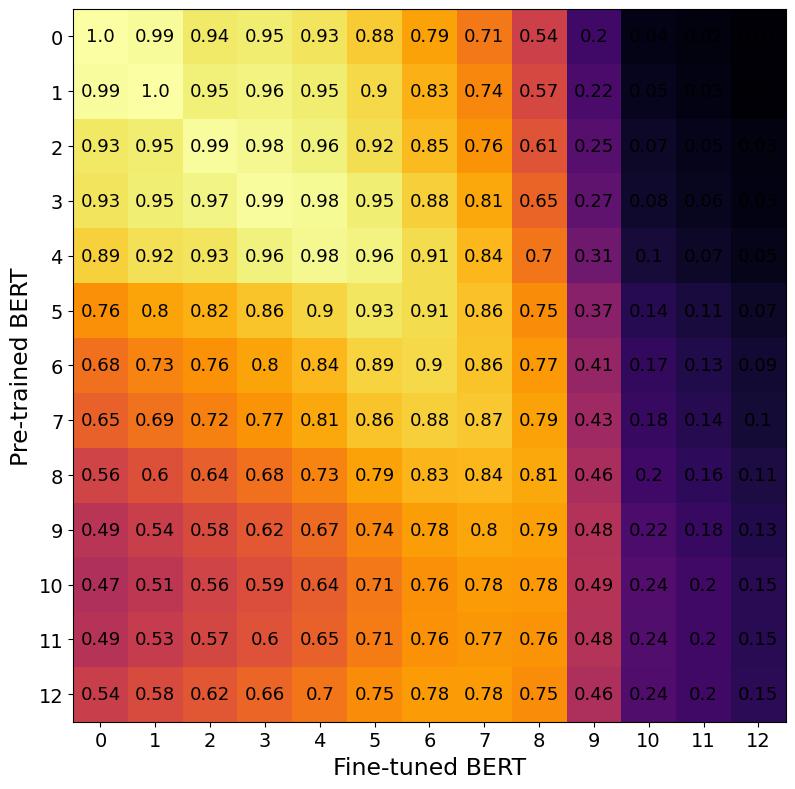 0 1.0 0.99 0.94 0.95 0.93 0.88 0.79 0.71 0.54 0.2 0.04 0.02
1 0.99 1.0 0.95 0.96 0.95 0.9 0.83 0.74 0.57 0.22 0.05 0.03
2 0.93 0.95 0.99 0.98 0.96 0.92 0.85 0.76 0.61 0.25 0.07 0.05 0.03
3 0.93 0.95 0.97 0.99 0.98 0.95 0.88 0.81 0.65 0.27 0.08 0.06 0.03
4 0.89 0.92 0.93 0.96 0.98 0.96 0.91 0.84 0.7 0.31 0.1 0.07 0.05
5 0.76 0.8 0.82 0.86 0.9 0.93 0.91 0.86 0.75 0.37 0.14 0.11 0.07
6 0.68 0.73 0.76 0.8 0.84 0.89 0.9 0.86 0.77 0.41 0.17 0.13 0.09
7 0.65 0.69 0.72 0.77 0.81 0.86 0.88 0.87 0.79 0.43 0.18 0.14 0.1
8 0.56 0.6 0.64 0.68 0.73 0.79 0.83 0.84 0.81 0.46 0.2 0.16 0.11
9 0.49 0.54 0.58 0.62 0.67 0.74 0.78 0.8 0.79 0.48 0.22 0.18 0.13
10 0.47 0.51 0.56 0.59 0.64 0.71 0.76 0.78 0.78 0.49 0.24 0.2 0.15
11 0.49 0.53 0.57 0.6 0.65 0.71 0.76 0.77 0.76 0.48 0.24 0.2 0.15
12 0.54 0.58 0.62 0.66 0.7 0.75 0.78 0.78 0.75 0.46 0.24 0.2 0.15
0 1 2 3 4 5 6 7 8 9 10 11 12
Pre-trained BERT
Fine-tuned BERT